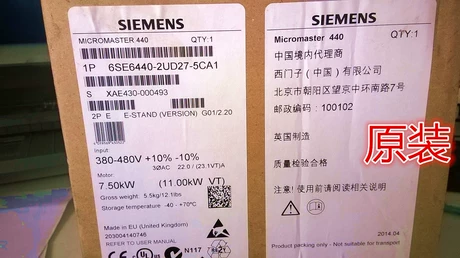 SIEMENS
MICROMASTER 440 QTY:1
1P 6SE6440-2UD27-5CA1
S XAE430-000493
2P E E-STAND (VERSION) G01/2.20
Input:
380-480V +10% -10%
3ØAC 22.0 / (23.1VT)A
7.50kW (11.00kW VT)
Gross weight: 5.5kg/12.1lbs
Storage temperature -40 - +70°C
Made in EU (United Kingdom)
203004140746
REFER TO USER MANUAL
N117
SIEMENS
Micromaster 440 QTY:1
中国境内代理商
西门子（中国）有限公司
北京市朝阳区望京中环南路7号
邮政编码：100102
英国制造
质量检验合格
注意！使用前请阅读相关说明
2014.04
Packing only - Not suitable for transport
原装